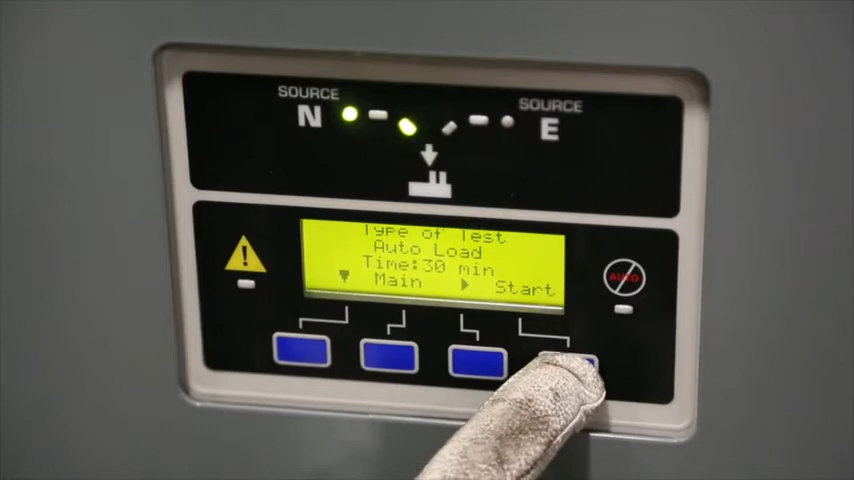 SOURCE
N
SOURCE
E
Type of Test
Auto Load
Time:30 min
Main Start
!
AUTO